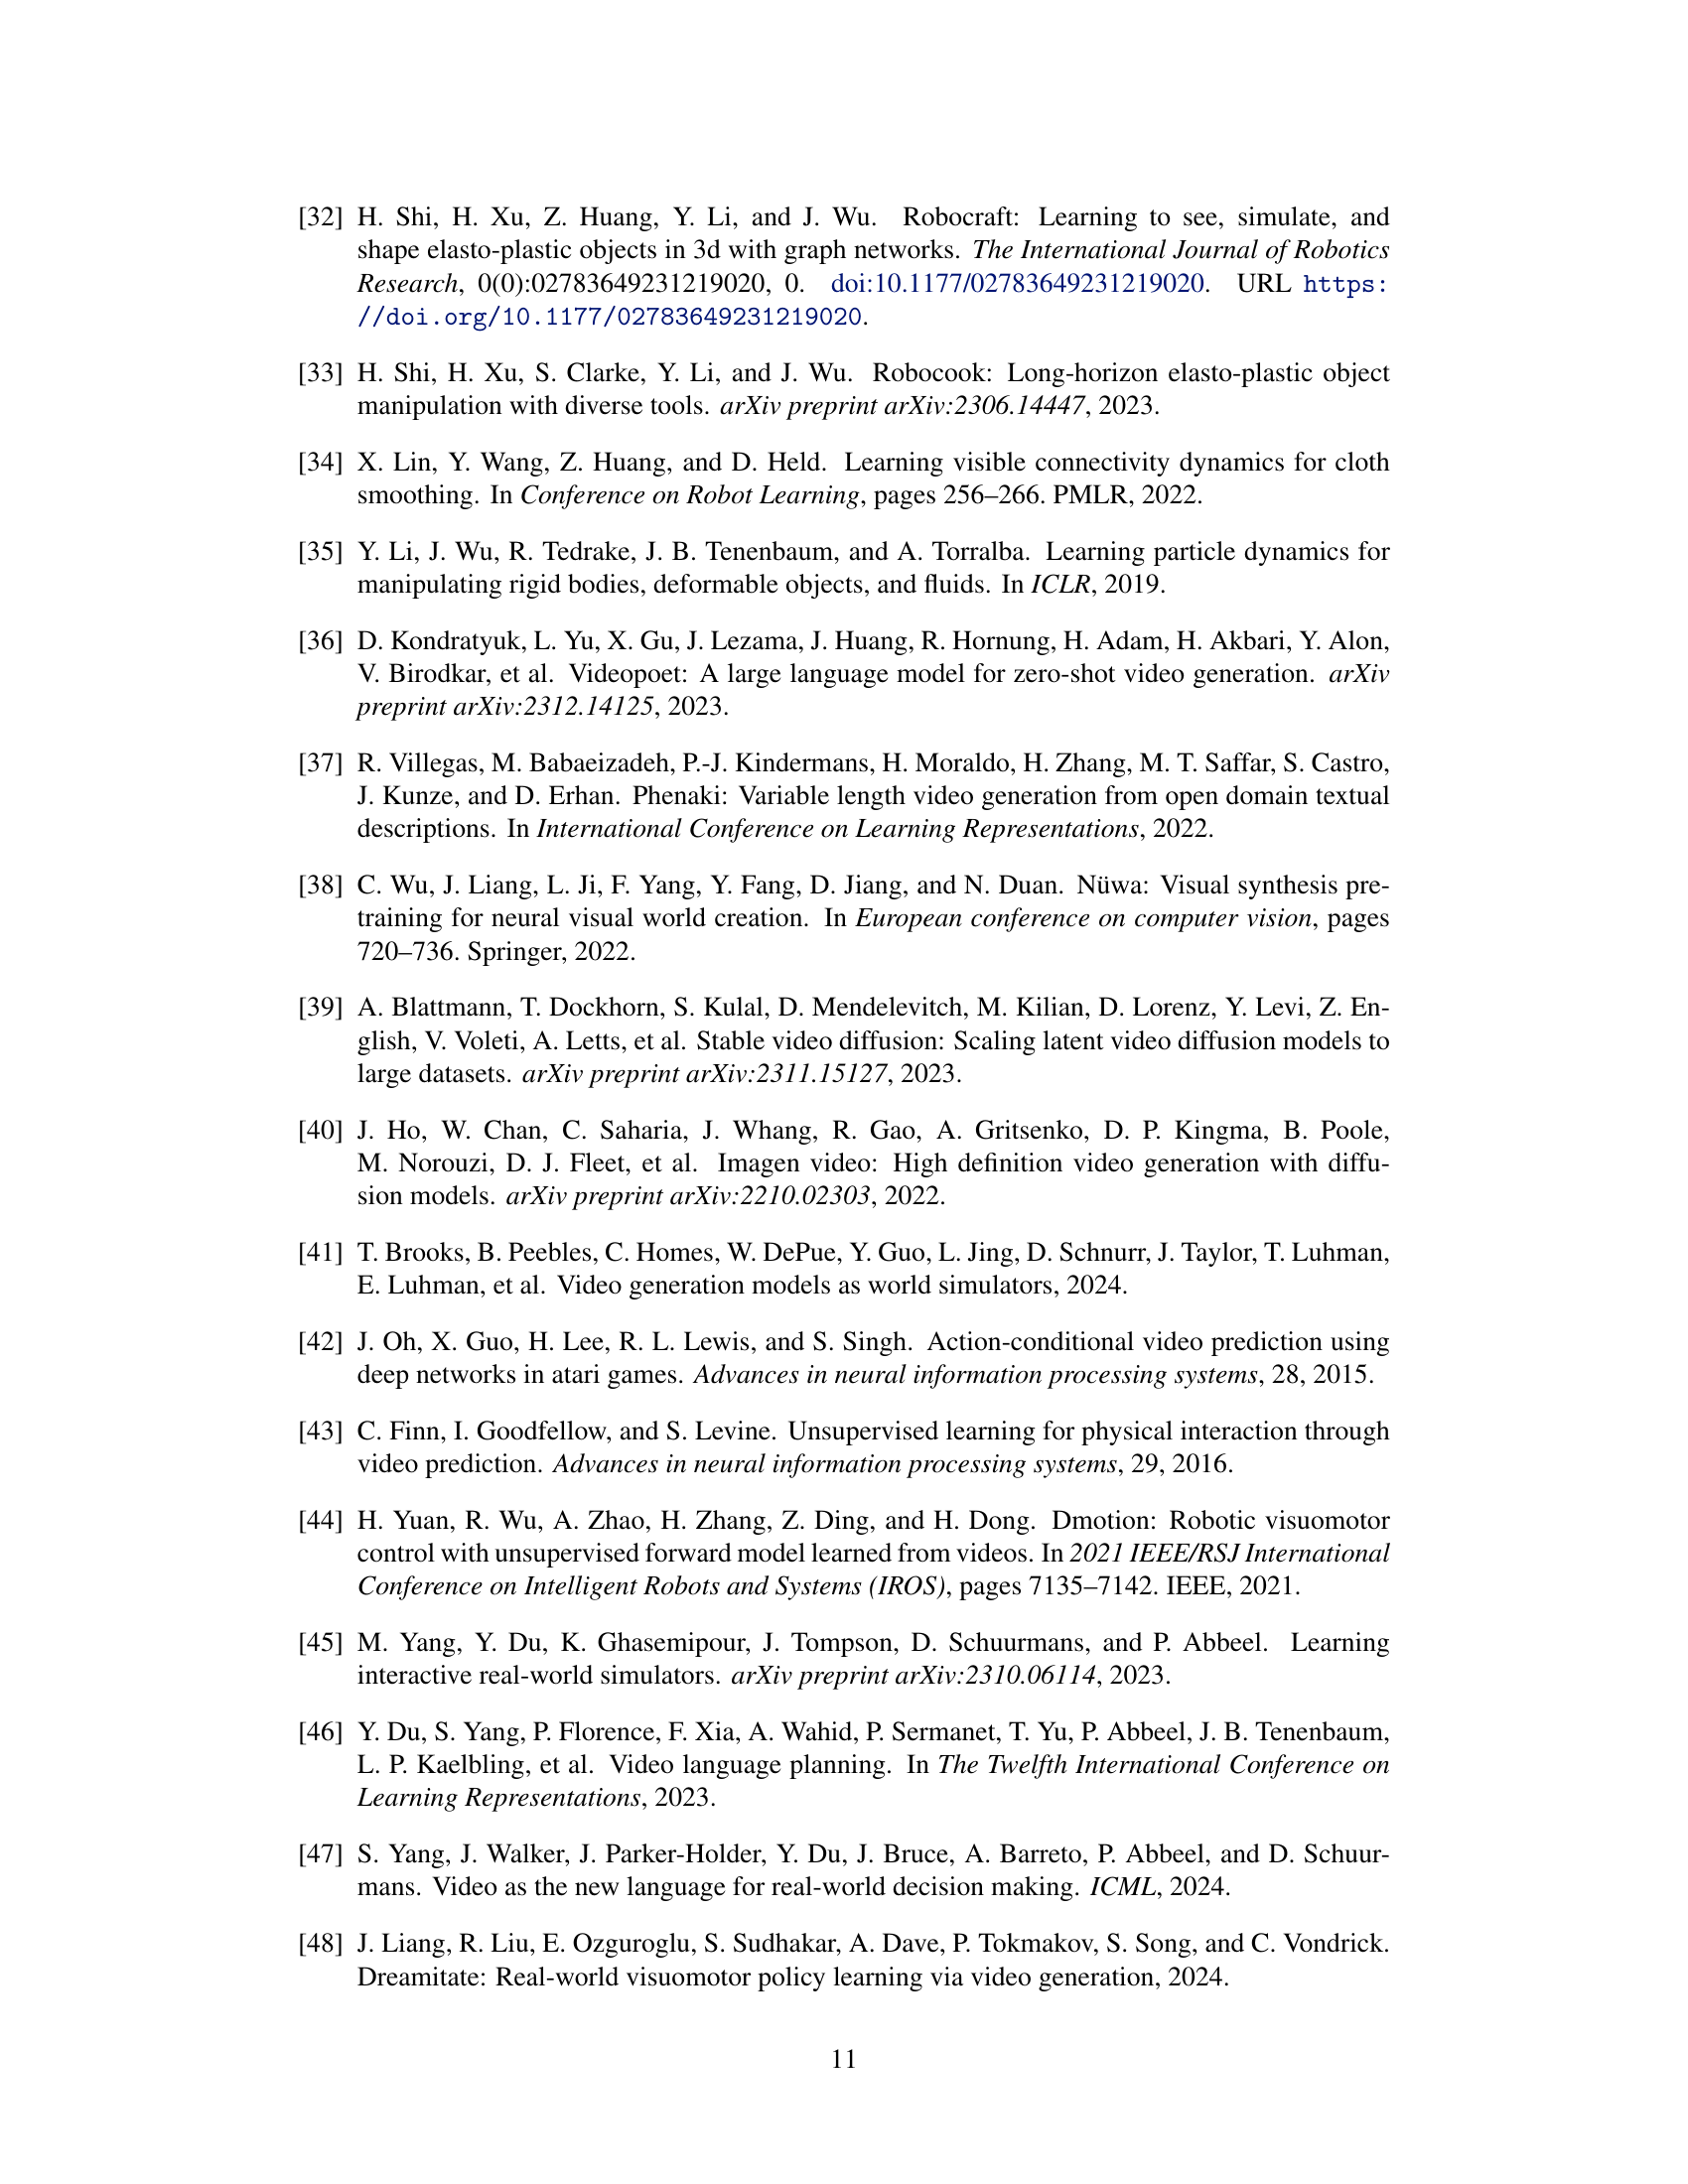 [32] H. Shi, H. Xu, Z. Huang, Y. Li, and J. Wu. Robocraft: Learning to see, simulate, and
shape elasto-plastic objects in 3d with graph networks. The International Journal of Robotics
Research, 0(0):02783649231219020, 0. doi:10.1177/02783649231219020. URL https:
//doi.org/10.1177/02783649231219020.
[33] H. Shi, H. Xu, S. Clarke, Y. Li, and J. Wu. Robocook: Long-horizon elasto-plastic object
manipulation with diverse tools. arXiv preprint arXiv:2306.14447, 2023.
[34] X. Lin, Y. Wang, Z. Huang, and D. Held. Learning visible connectivity dynamics for cloth
smoothing. In Conference on Robot Learning, pages 256–266. PMLR, 2022.
[35] Y. Li, J. Wu, R. Tedrake, J. B. Tenenbaum, and A. Torralba. Learning particle dynamics for
manipulating rigid bodies, deformable objects, and fluids. In ICLR, 2019.
[36] D. Kondratyuk, L. Yu, X. Gu, J. Lezama, J. Huang, R. Hornung, H. Adam, H. Akbari, Y. Alon,
V. Birodkar, et al. Videopoet: A large language model for zero-shot video generation. arXiv
preprint arXiv:2312.14125, 2023.
[37] R. Villegas, M. Babaeizadeh, P.-J. Kindermans, H. Moraldo, H. Zhang, M. T. Saffar, S. Castro,
J. Kunze, and D. Erhan. Phenaki: Variable length video generation from open domain textual
descriptions. In International Conference on Learning Representations, 2022.
[38] C. Wu, J. Liang, L. Ji, F. Yang, Y. Fang, D. Jiang, and N. Duan. Nüwa: Visual synthesis pre-
training for neural visual world creation. In European conference on computer vision, pages
720–736. Springer, 2022.
[39] A. Blattmann, T. Dockhorn, S. Kulal, D. Mendelevitch, M. Kilian, D. Lorenz, Y. Levi, Z. En-
glish, V. Voleti, A. Letts, et al. Stable video diffusion: Scaling latent video diffusion models to
large datasets. arXiv preprint arXiv:2311.15127, 2023.
[40] J. Ho, W. Chan, C. Saharia, J. Whang, R. Gao, A. Gritsenko, D. P. Kingma, B. Poole,
M. Norouzi, D. J. Fleet, et al. Imagen video: High definition video generation with diffu-
sion models. arXiv preprint arXiv:2210.02303, 2022.
[41] T. Brooks, B. Peebles, C. Homes, W. DePue, Y. Guo, L. Jing, D. Schnurr, J. Taylor, T. Luhman,
E. Luhman, et al. Video generation models as world simulators, 2024.
[42] J. Oh, X. Guo, H. Lee, R. L. Lewis, and S. Singh. Action-conditional video prediction using
deep networks in atari games. Advances in neural information processing systems, 28, 2015.
[43] C. Finn, I. Goodfellow, and S. Levine. Unsupervised learning for physical interaction through
video prediction. Advances in neural information processing systems, 29, 2016.
[44] H. Yuan, R. Wu, A. Zhao, H. Zhang, Z. Ding, and H. Dong. Dmotion: Robotic visuomotor
control with unsupervised forward model learned from videos. In 2021 IEEE/RSJ International
Conference on Intelligent Robots and Systems (IROS), pages 7135–7142. IEEE, 2021.
[45] M. Yang, Y. Du, K. Ghasemipour, J. Tompson, D. Schuurmans, and P. Abbeel. Learning
interactive real-world simulators. arXiv preprint arXiv:2310.06114, 2023.
[46] Y. Du, S. Yang, P. Florence, F. Xia, A. Wahid, P. Sermanet, T. Yu, P. Abbeel, J. B. Tenenbaum,
L. P. Kaelbling, et al. Video language planning. In The Twelfth International Conference on
Learning Representations, 2023.
[47] S. Yang, J. Walker, J. Parker-Holder, Y. Du, J. Bruce, A. Barreto, P. Abbeel, and D. Schuur-
mans. Video as the new language for real-world decision making. ICML, 2024.
[48] J. Liang, R. Liu, E. Ozguroglu, S. Sudhakar, A. Dave, P. Tokmakov, S. Song, and C. Vondrick.
Dreamitate: Real-world visuomotor policy learning via video generation, 2024.
11